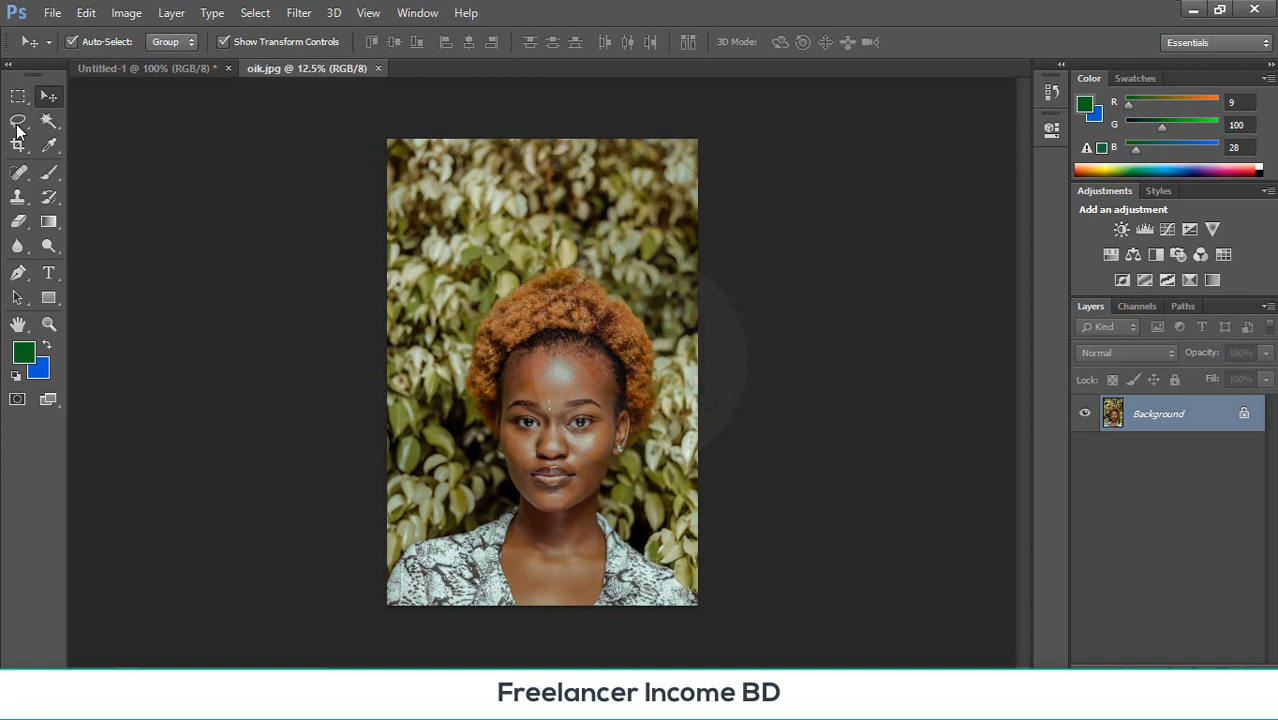 Ps File Edit Image Layer Type Select Filter 3D View Window Help
Auto-Select: Group Show Transform Controls 3D Mode: Essentials
Untitled-1 @ 100% (RGB/8) * × oik.jpg @ 12.5% (RGB/8) ×
Color Swatches
R 9
G 100
B 28
Adjustments Styles
Add an adjustment
Layers Channels Paths
Kind
Normal Opacity: 100%
Lock: Fill: 100%
Background
Freelancer Income BD